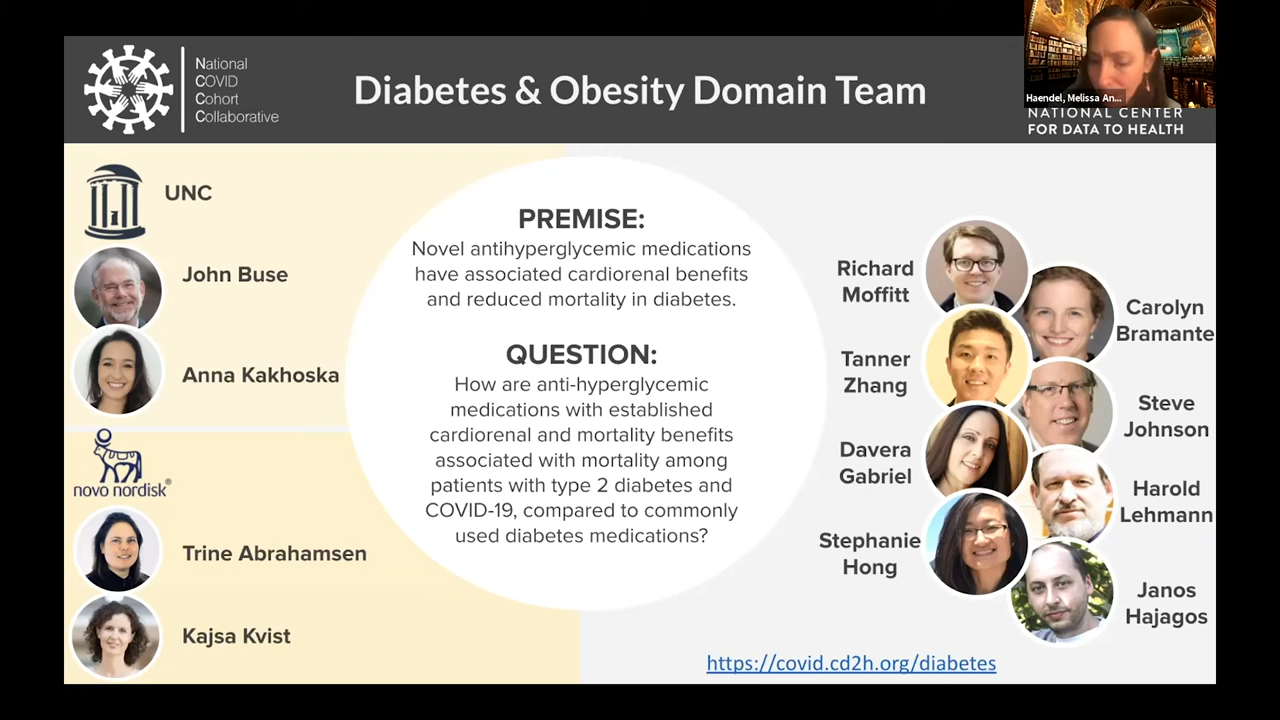 National
COVID
Cohort
Collaborative
Diabetes & Obesity Domain Team
Haendel, Melissa An...
NATIONAL CENTER
FOR DATA TO HEALTH
UNC
John Buse
Anna Kakhoska
novo nordisk®
Trine Abrahamsen
Kajsa Kvist
PREMISE:
Novel antihyperglycemic medications
have associated cardiorenal benefits
and reduced mortality in diabetes.
QUESTION:
How are anti-hyperglycemic
medications with established
cardiorenal and mortality benefits
associated with mortality among
patients with type 2 diabetes and
COVID-19, compared to commonly
used diabetes medications?
Richard
Moffitt
Carolyn
Bramante
Tanner
Zhang
Steve
Johnson
Davera
Gabriel
Harold
Lehmann
Stephanie
Hong
Janos
Hajagos
https://covid.cd2h.org/diabetes